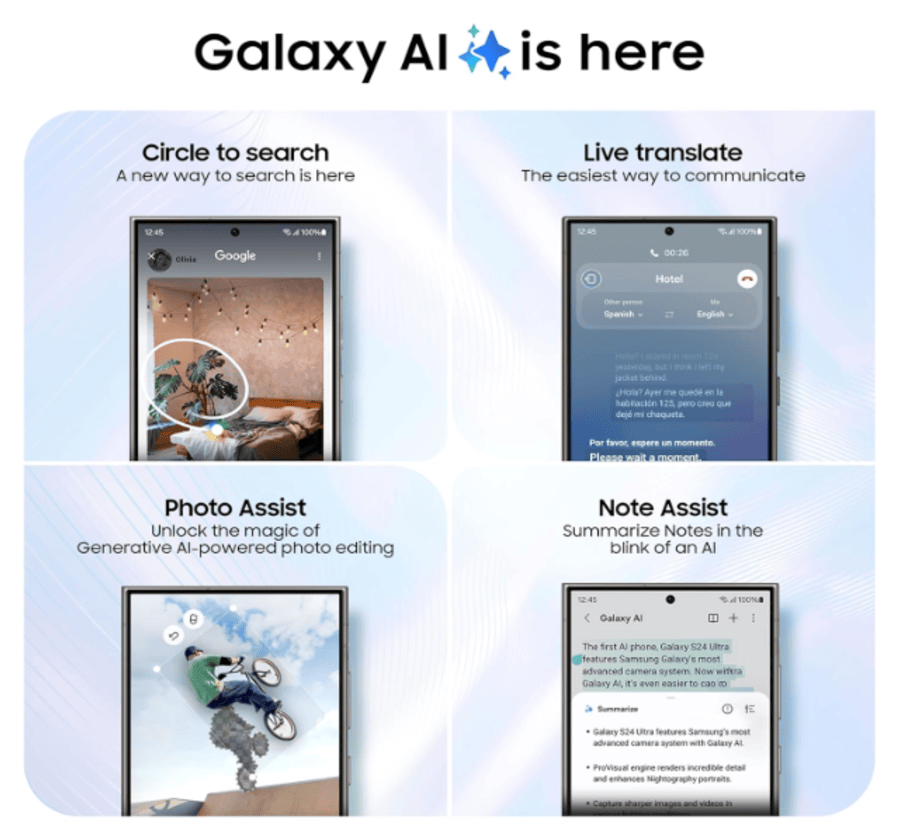 Galaxy AI is here
Circle to search
A new way to search is here
12:45
100%
Olivia
Google
Live translate
The easiest way to communicate
12:45
100%
00:26
Hotel
Other person
Me
Spanish
English
Hello? I stayed in room 123
yesterday, but I think I left my
jacket behind.
¿Hola? Ayer me quedé en la
habitación 123, pero creo que
dejé mi chaqueta.
Por favor, espere un momento.
Please wait a moment.
Photo Assist
Unlock the magic of
Generative AI-powered photo editing
Note Assist
Summarize Notes in the
blink of an AI
12:45
100%
Galaxy AI
The first AI phone, Galaxy S24 Ultra
features Samsung Galaxy's most
advanced camera system. Now with
Galaxy AI, it's even easier to
Summarize
• Galaxy S24 Ultra features Samsung's most
advanced camera system with Galaxy AI.
• ProVisual engine renders incredible detail
and enhances Nightography portraits.
• Capture sharper images and videos in